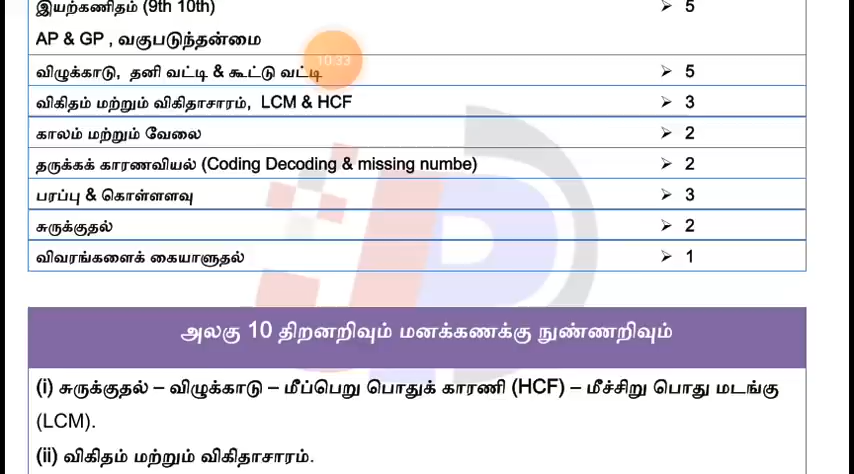 இயற்கணிதம் (9th 10th) ➢ 5
AP & GP , வகுபடுந்தன்மை
10:33
விழுக்காடு, தனி வட்டி & கூட்டு வட்டி ➢ 5
விகிதம் மற்றும் விகிதாசாரம், LCM & HCF ➢ 3
காலம் மற்றும் வேலை ➢ 2
தருக்கக் காரணவியல் (Coding Decoding & missing numbe) ➢ 2
பரப்பு & கொள்ளளவு ➢ 3
சுருக்குதல் ➢ 2
விவரங்களைக் கையாளுதல் ➢ 1
அலகு 10 திறனறிவும் மனக்கணக்கு நுண்ணறிவும்
(i) சுருக்குதல் – விழுக்காடு – மீப்பெறு பொதுக் காரணி (HCF) – மீச்சிறு பொது மடங்கு
(LCM).
(ii) விகிதம் மற்றும் விகிதாசாரம்.